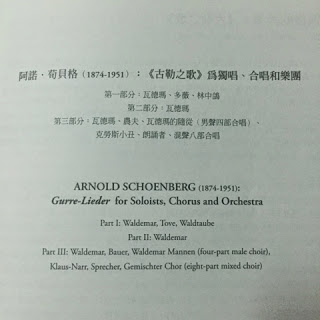 阿諾‧荀貝格 (1874-1951)：《古勒之歌》爲獨唱、合唱和樂團
第一部分：瓦德瑪、多薇、林中鴿
第二部分：瓦德瑪
第三部分：瓦德瑪、農夫、瓦德瑪的隨從（男聲四部合唱）、
克勞斯小丑、朗誦者、混聲八部合唱
ARNOLD SCHOENBERG (1874-1951):
Gurre-Lieder for Soloists, Chorus and Orchestra
Part I: Waldemar, Tove, Waldtaube
Part II: Waldemar
Part III: Waldemar, Bauer, Waldemar Mannen (four-part male choir),
Klaus-Narr, Sprecher, Gemischter Chor (eight-part mixed choir)